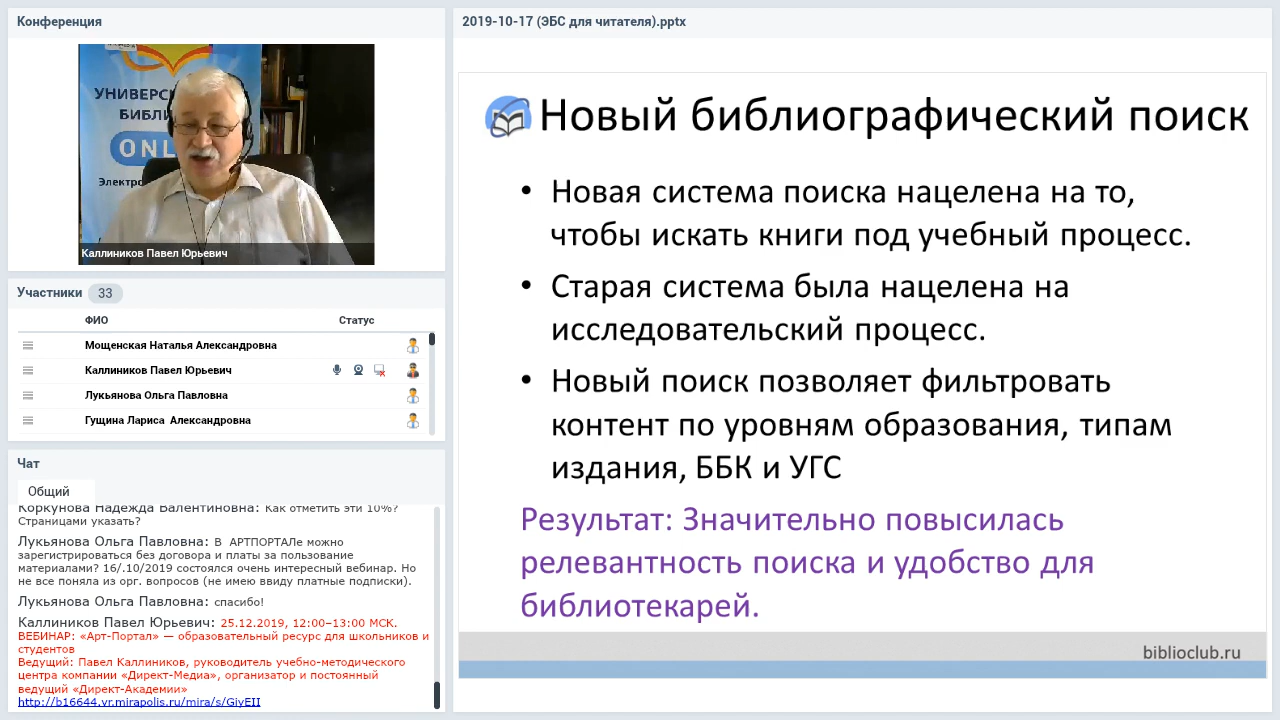 Конференция
УНИВЕРС
БИБЛИ
ONL
Электро
Каллиников Павел Юрьевич
Участники 33
ФИО Статус
Мощенская Наталья Александровна
Каллиников Павел Юрьевич
Лукьянова Ольга Павловна
Гущина Лариса Александровна
Чат
Общий
Коркунова Надежда Валентиновна: Как отметить эти 10%?
Страницами указать?
Лукьянова Ольга Павловна: В АРТПОРТАЛе можно
зарегистрироваться без договора и платы за пользование
материалами? 16/.10/2019 состоялся очень интересный вебинар. Но
не все поняла из орг. вопросов (не имею ввиду платные подписки).
Лукьянова Ольга Павловна: спасибо!
Каллиников Павел Юрьевич: 25.12.2019, 12:00–13:00 МСК.
ВЕБИНАР: «Арт-Портал» — образовательный ресурс для школьников и
студентов
Ведущий: Павел Каллиников, руководитель учебно-методического
центра компании «Директ-Медиа», организатор и постоянный
ведущий «Директ-Академии»
http://b16644.vr.mirapolis.ru/mira/s/GiyEII
2019-10-17 (ЭБС для читателя).pptx
Новый библиографический поиск
• Новая система поиска нацелена на то,
чтобы искать книги под учебный процесс.
• Старая система была нацелена на
исследовательский процесс.
• Новый поиск позволяет фильтровать
контент по уровням образования, типам
издания, ББК и УГС
Результат: Значительно повысилась
релевантность поиска и удобство для
библиотекарей.
biblioclub.ru